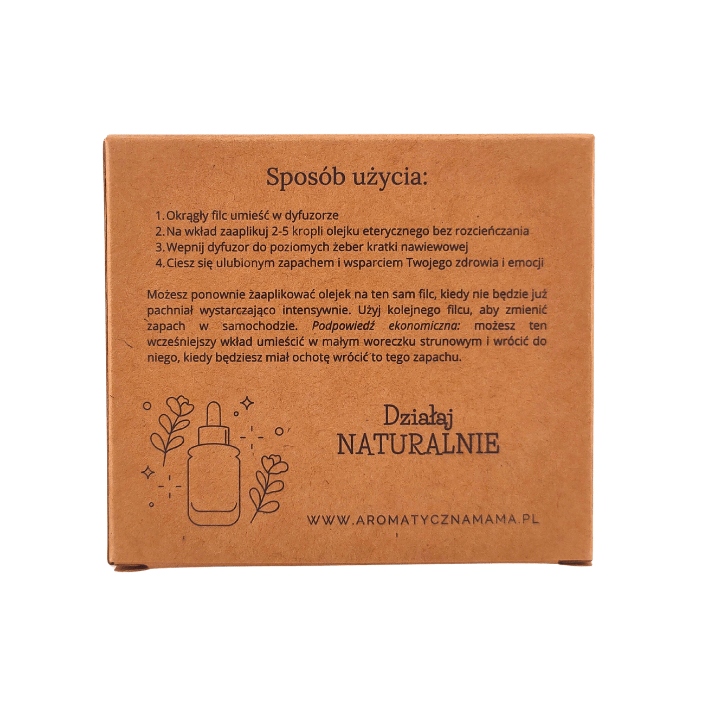 Sposób użycia:
1. Okrągły filc umieść w dyfuzorze
2. Na wkład zaaplikuj 2-5 kropli olejku eterycznego bez rozcieńczania
3. Wepnij dyfuzor do poziomych żeber kratki nawiewowej
4. Ciesz się ulubionym zapachem i wsparciem Twojego zdrowia i emocji
Możesz ponownie żaaplikować olejek na ten sam filc, kiedy nie będzie już
pachniał wystarczająco intensywnie. Użyj kolejnego filcu, aby zmienić
zapach w samochodzie. Podpowiedź ekonomiczna: możesz ten
wcześniejszy wkład umieścić w małym woreczku strunowym i wrócić do
niego, kiedy będziesz miał ochotę wrócić to tego zapachu.
Działaj
NATURALNIE
WWW.AROMATYCZNAMAMA.PL